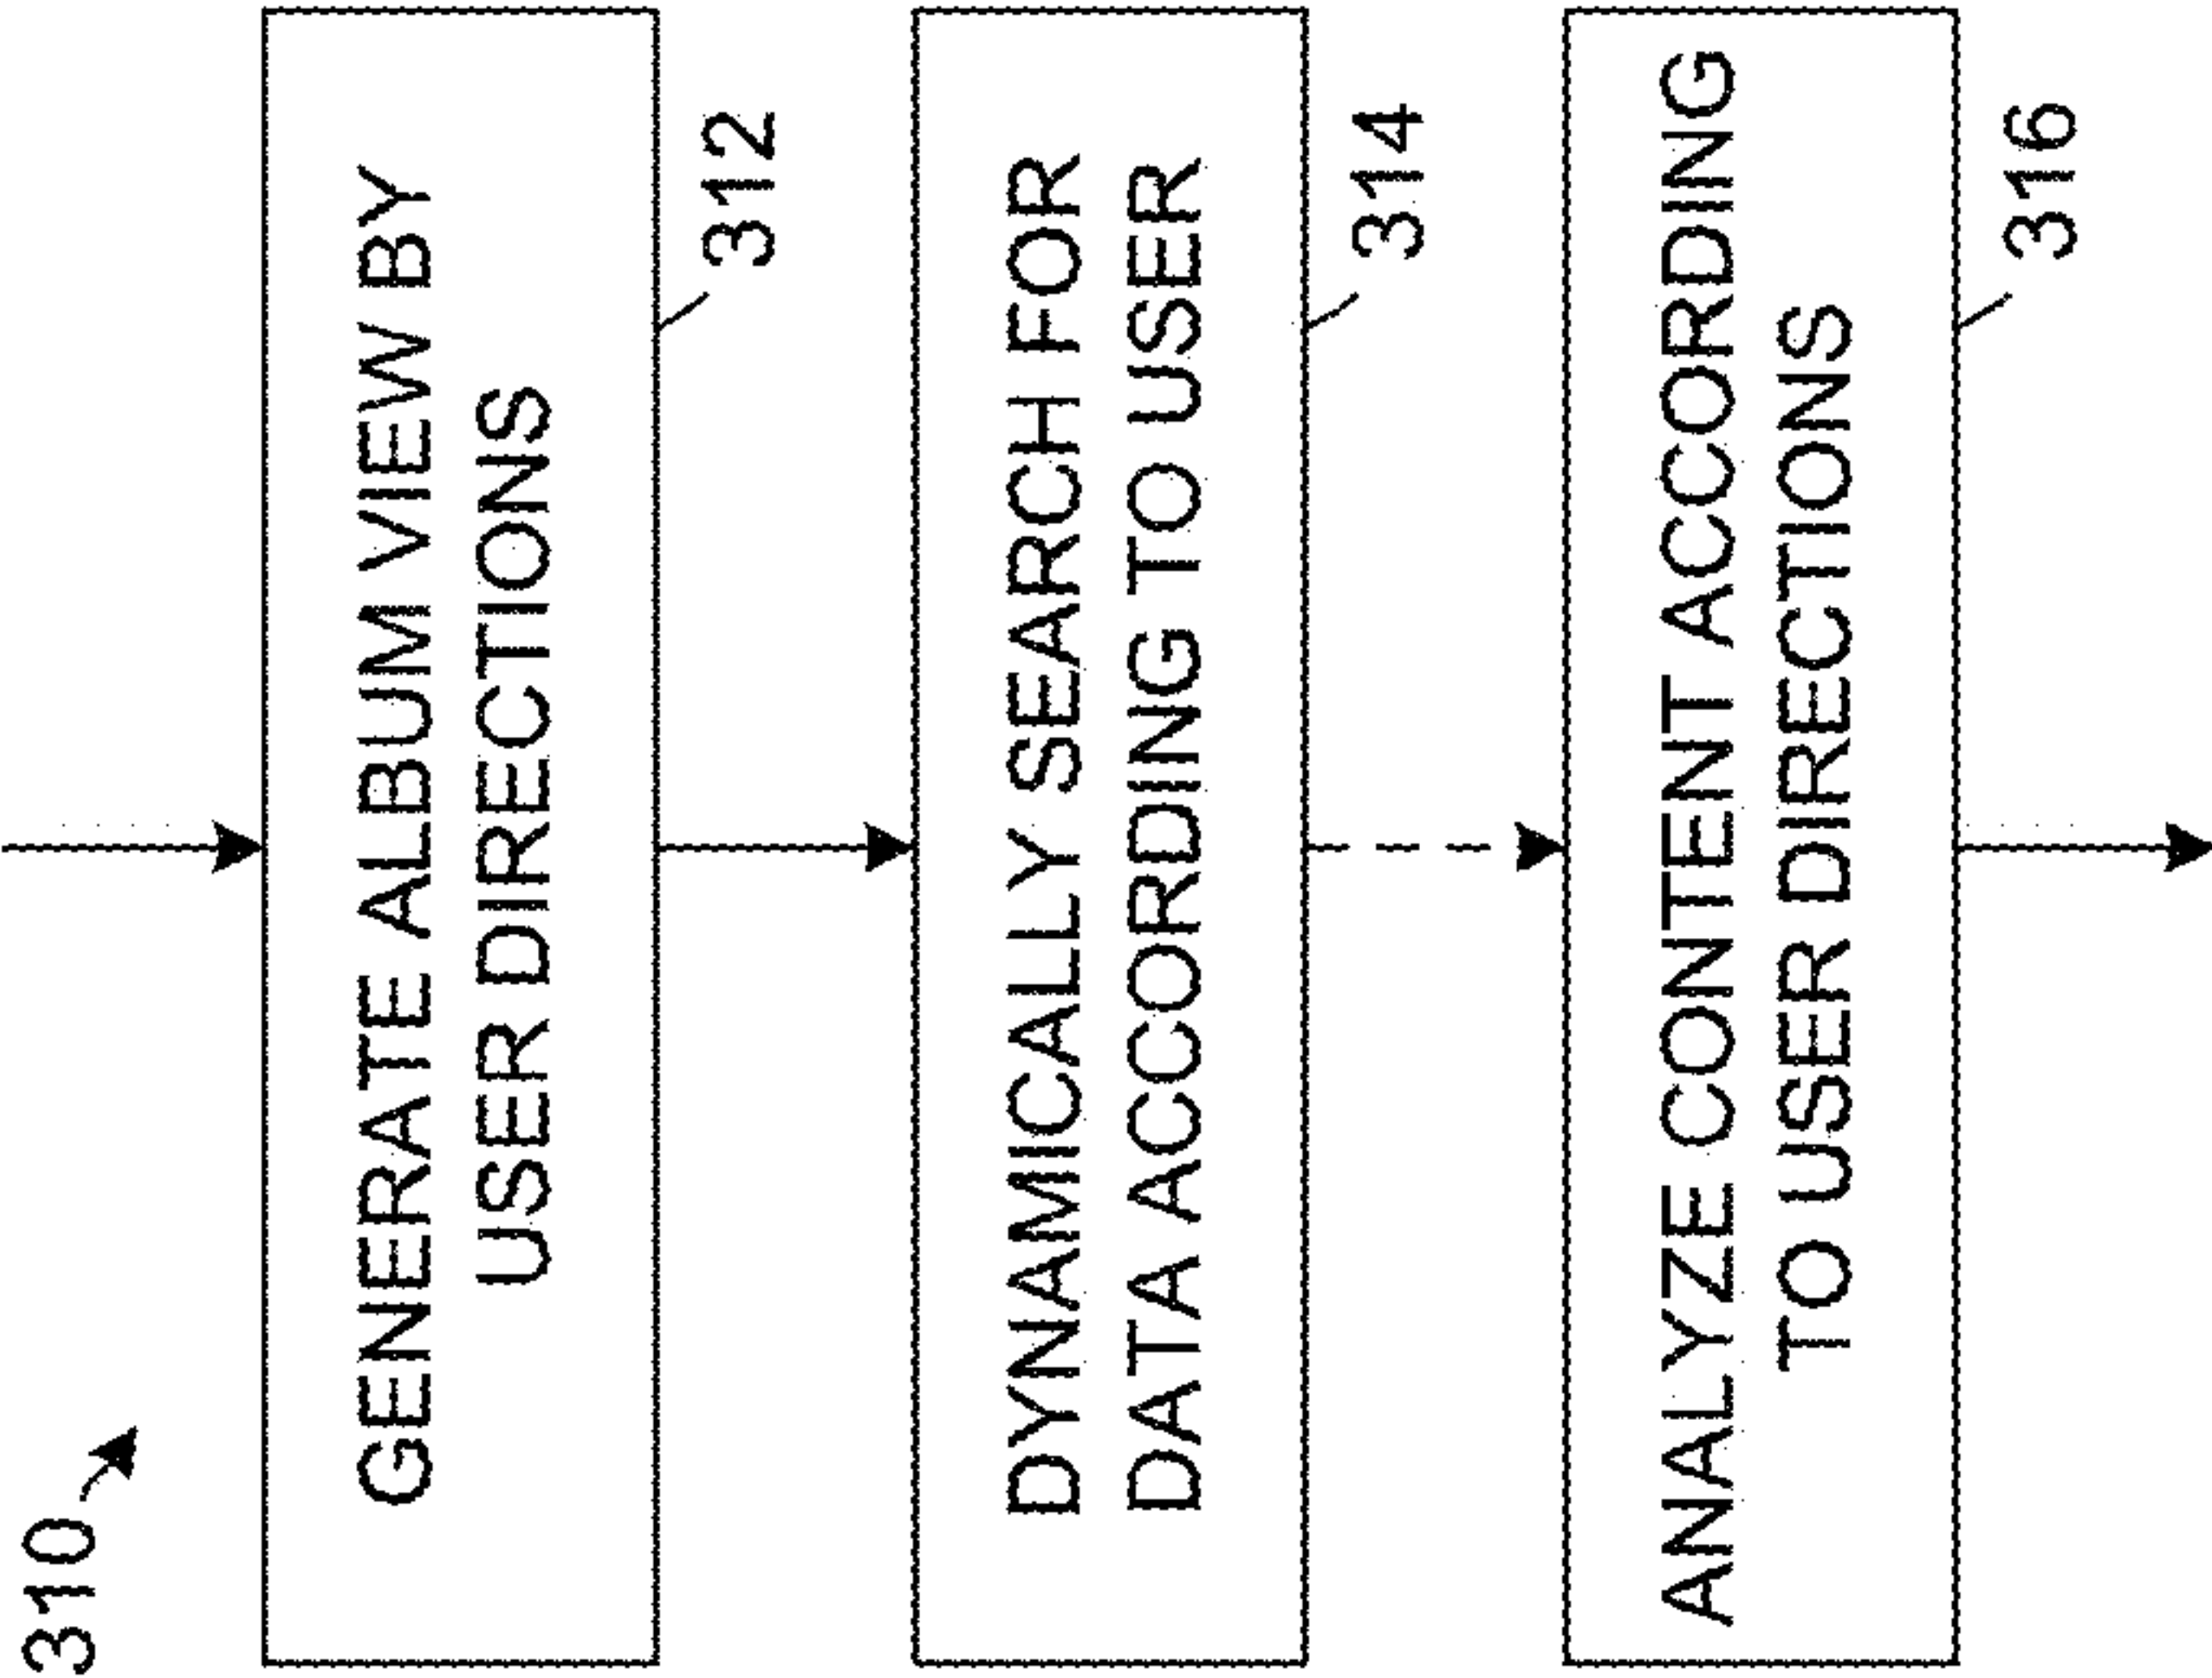 310
GENERATE ALBUM VIEW BY
USER DIRECTIONS
312
DYNAMICALLY SEARCH FOR
DATA ACCORDING TO USER
314
ANALYZE CONTENT ACCORDING
TO USER DIRECTIONS
316